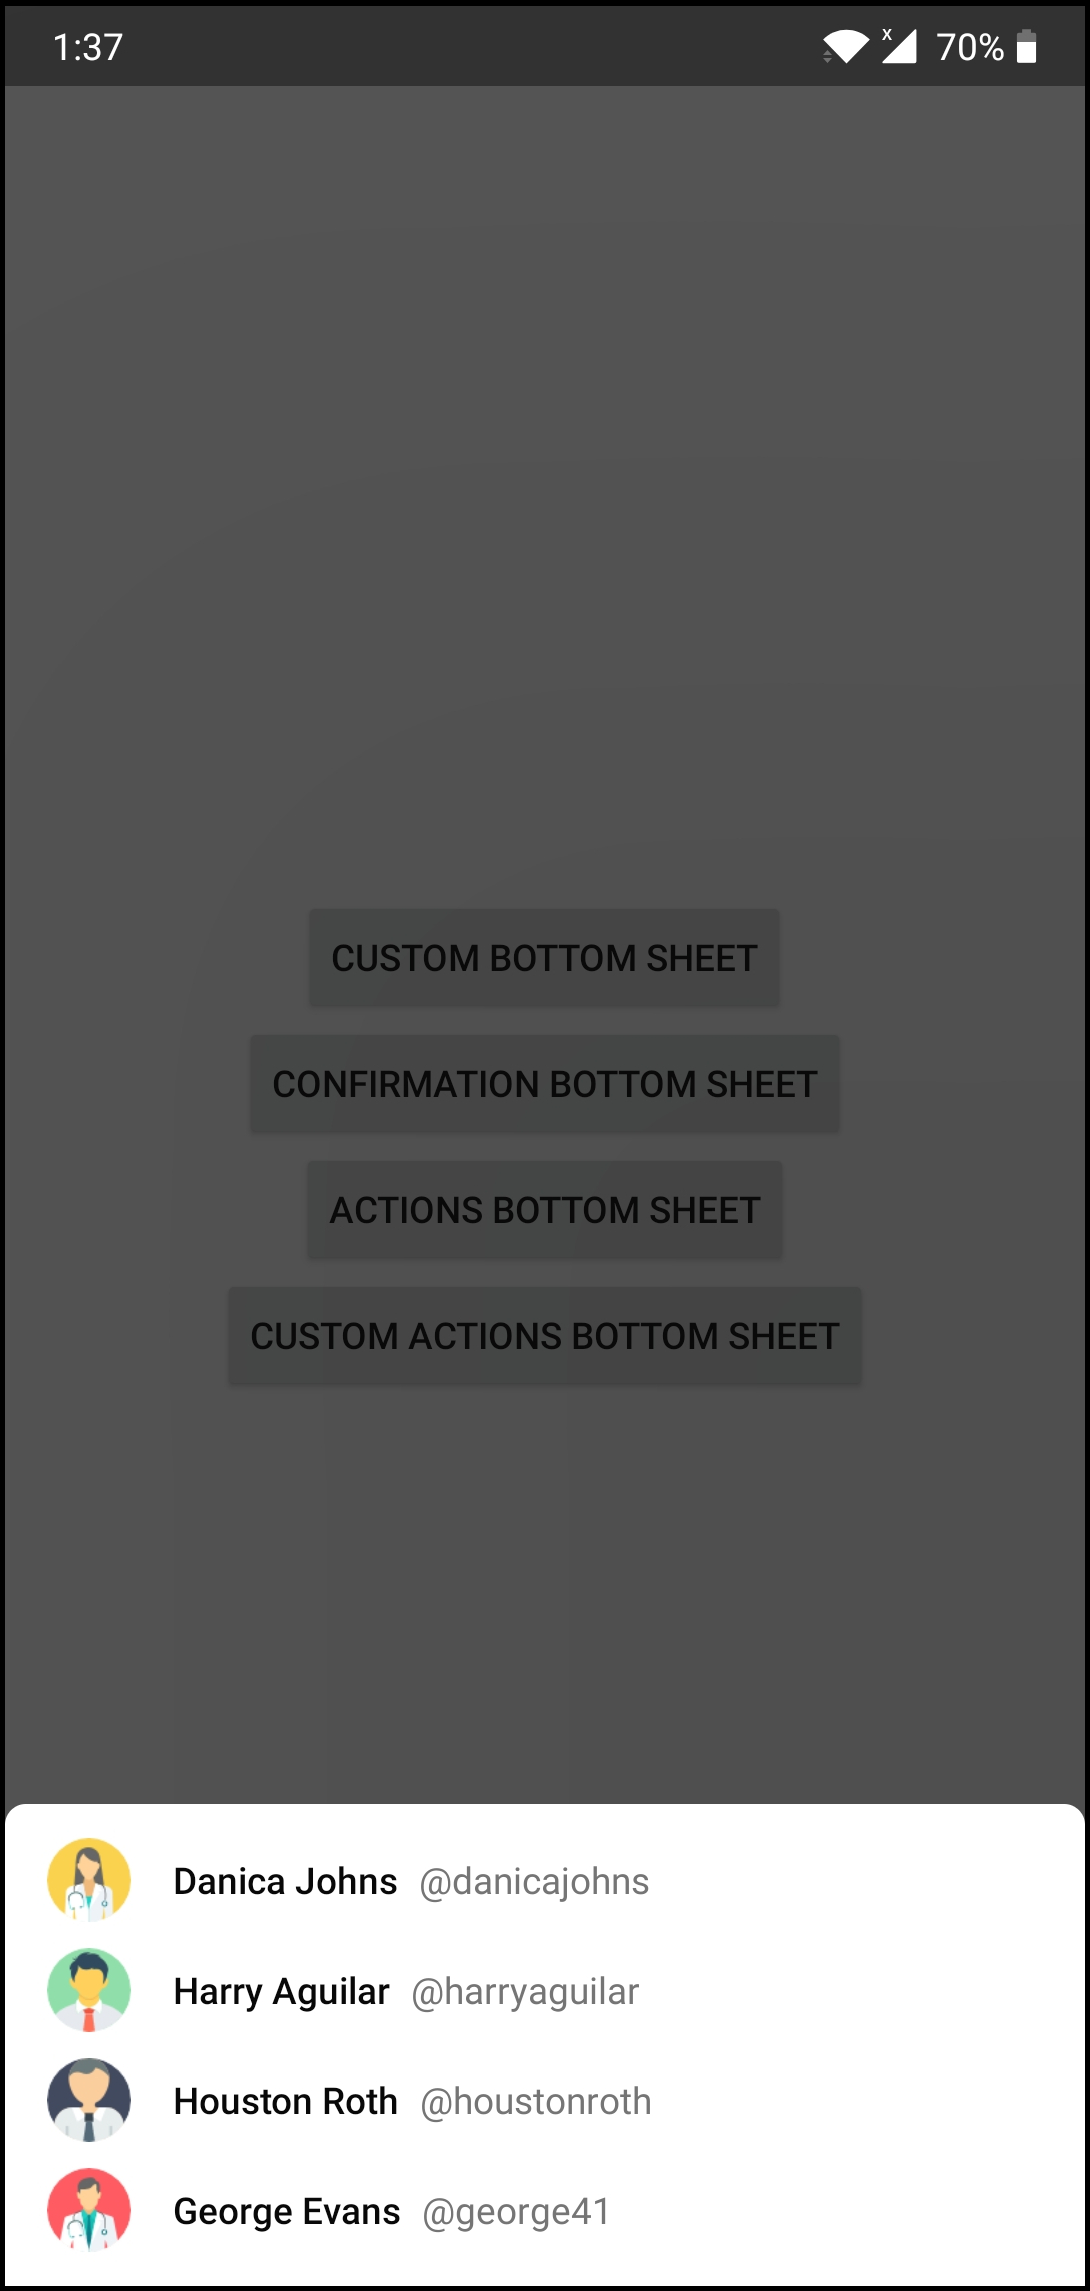 1:37 x 70%
CUSTOM BOTTOM SHEET
CONFIRMATION BOTTOM SHEET
ACTIONS BOTTOM SHEET
CUSTOM ACTIONS BOTTOM SHEET
Danica Johns @danicajohns
Harry Aguilar @harryaguilar
Houston Roth @houstonroth
George Evans @george41